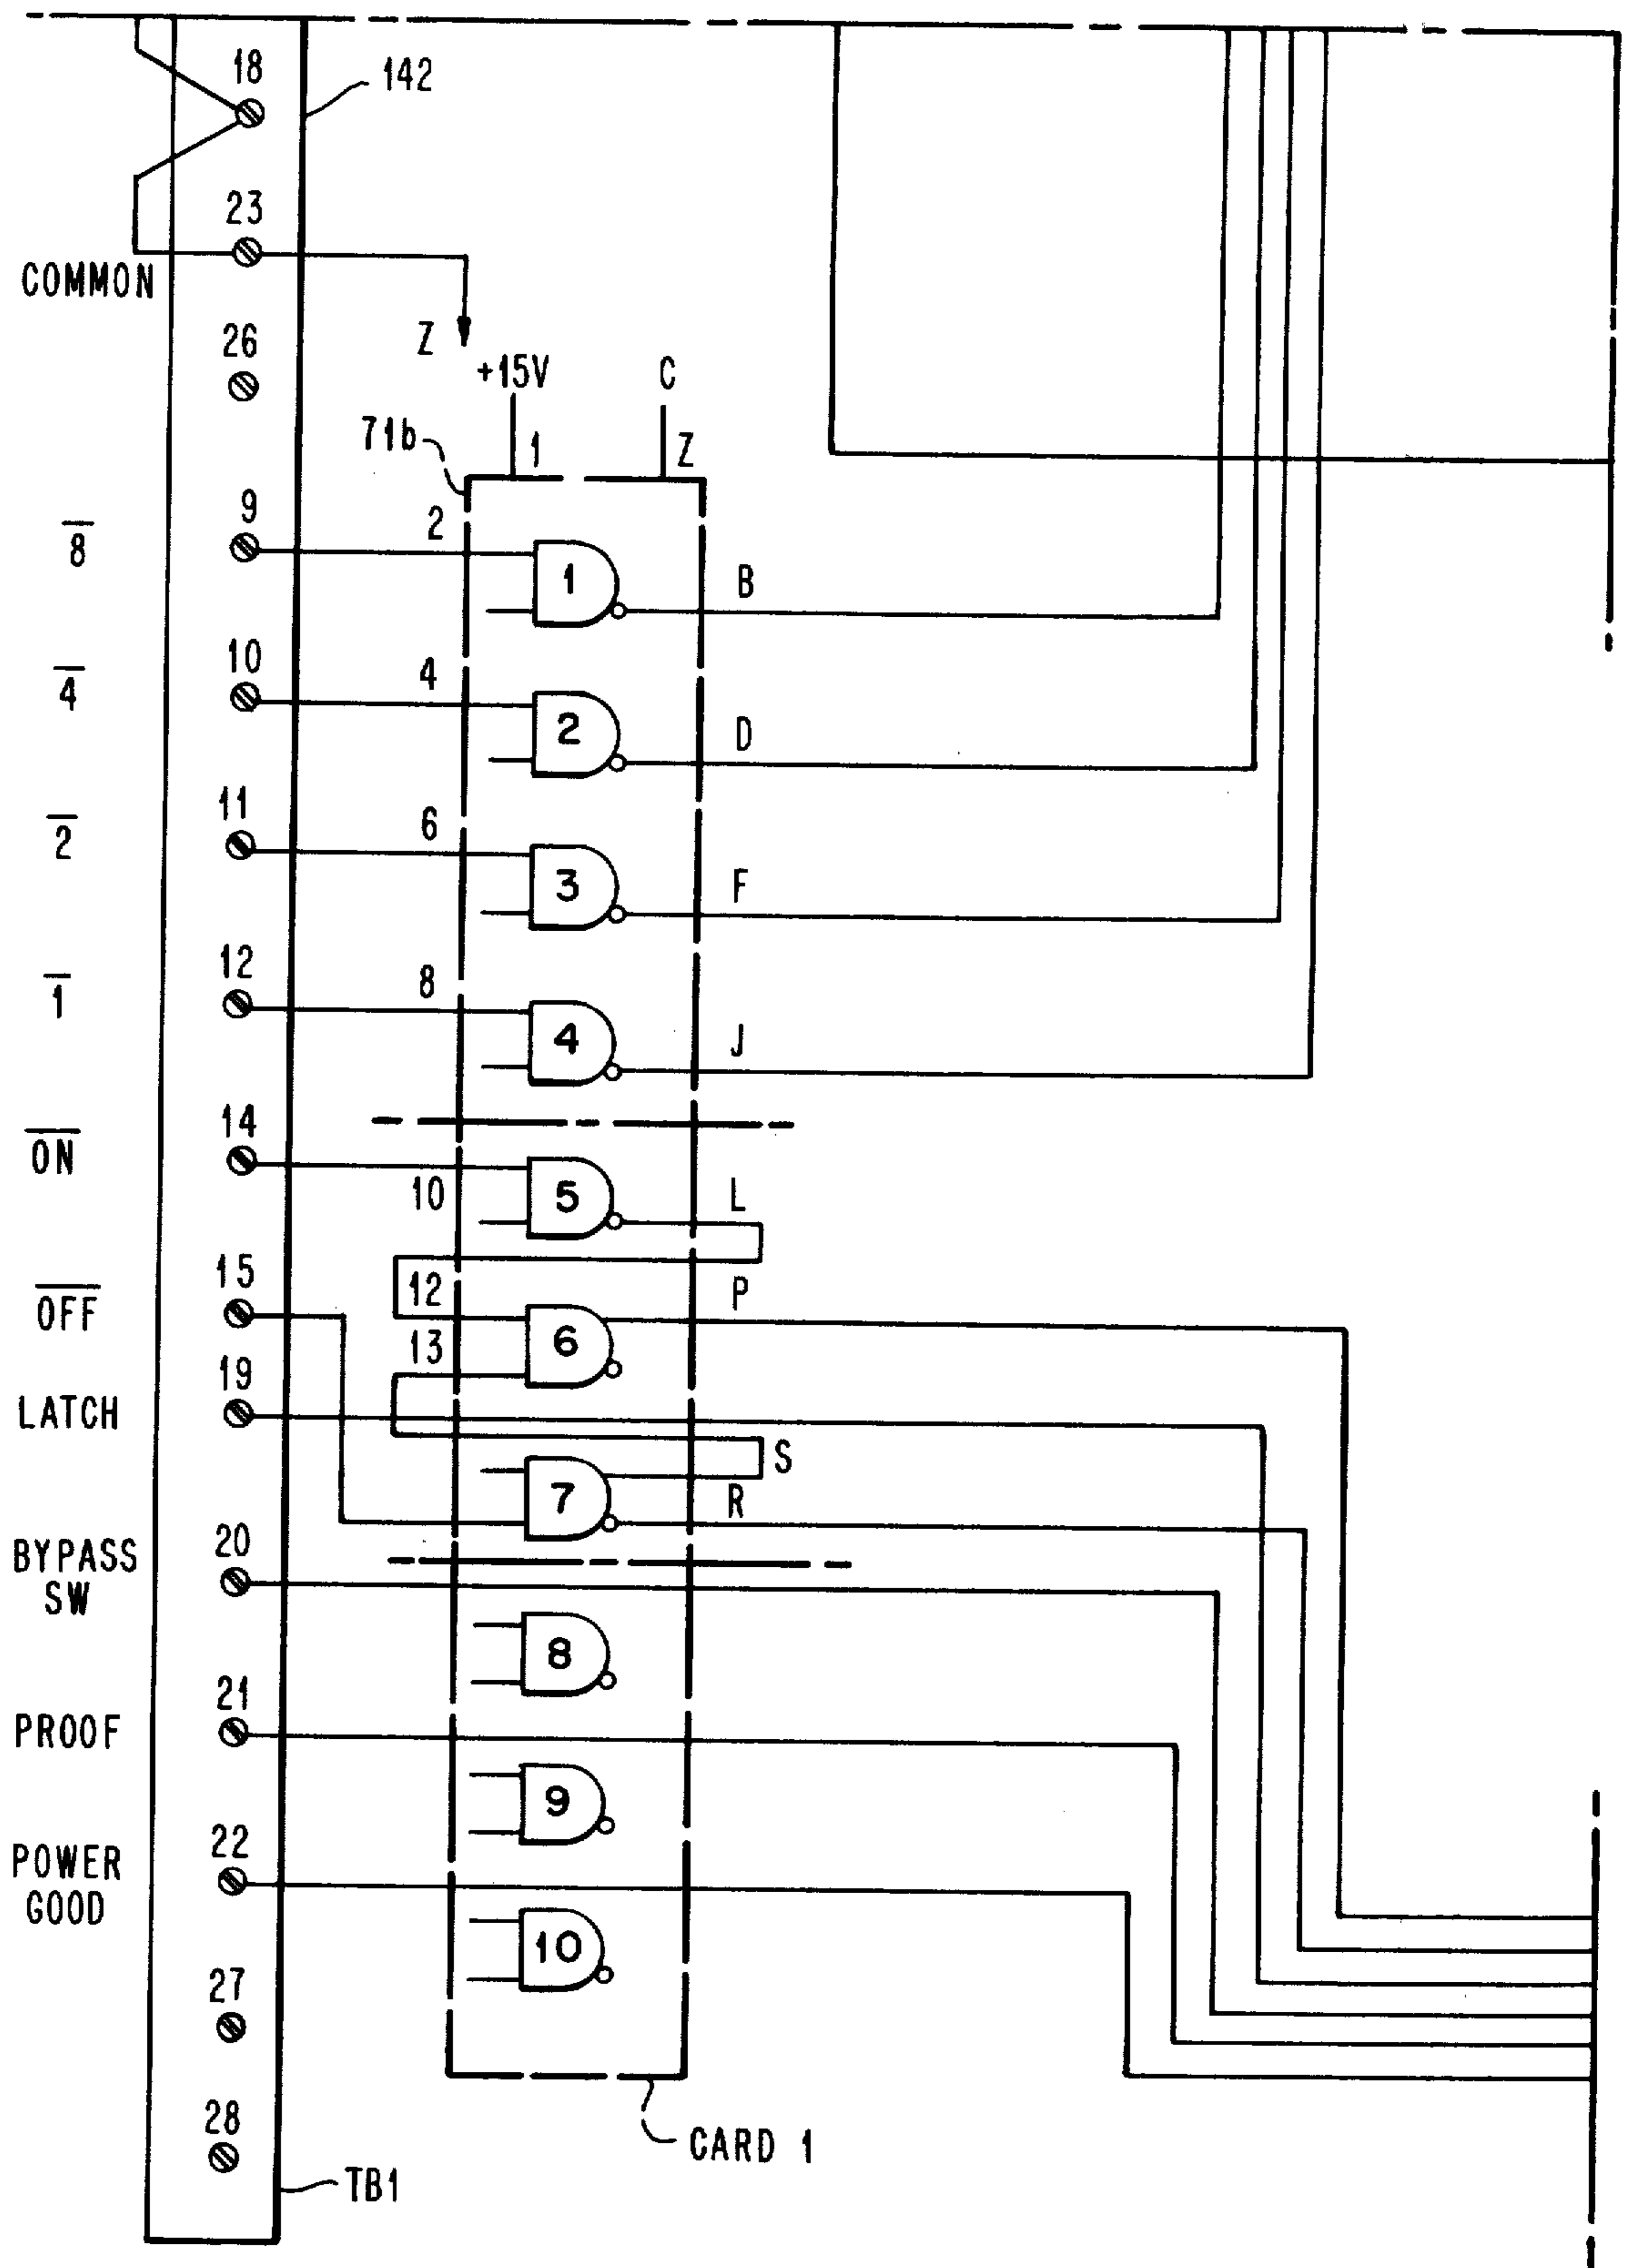 18
142
23
COMMON
26
Z
+15V
C
71b
1
Z
9
2
8̅
1
B
10
4
4̅
2
D
11
6
2̅
3
F
12
8
1̅
4
J
14
O̅N̅
10
5
L
15
12
P
O̅F̅F̅
6
13
19
LATCH
S
7
R
20
BYPASS
SW
8
21
PROOF
9
22
POWER
GOOD
10
27
28
CARD 1
TB1